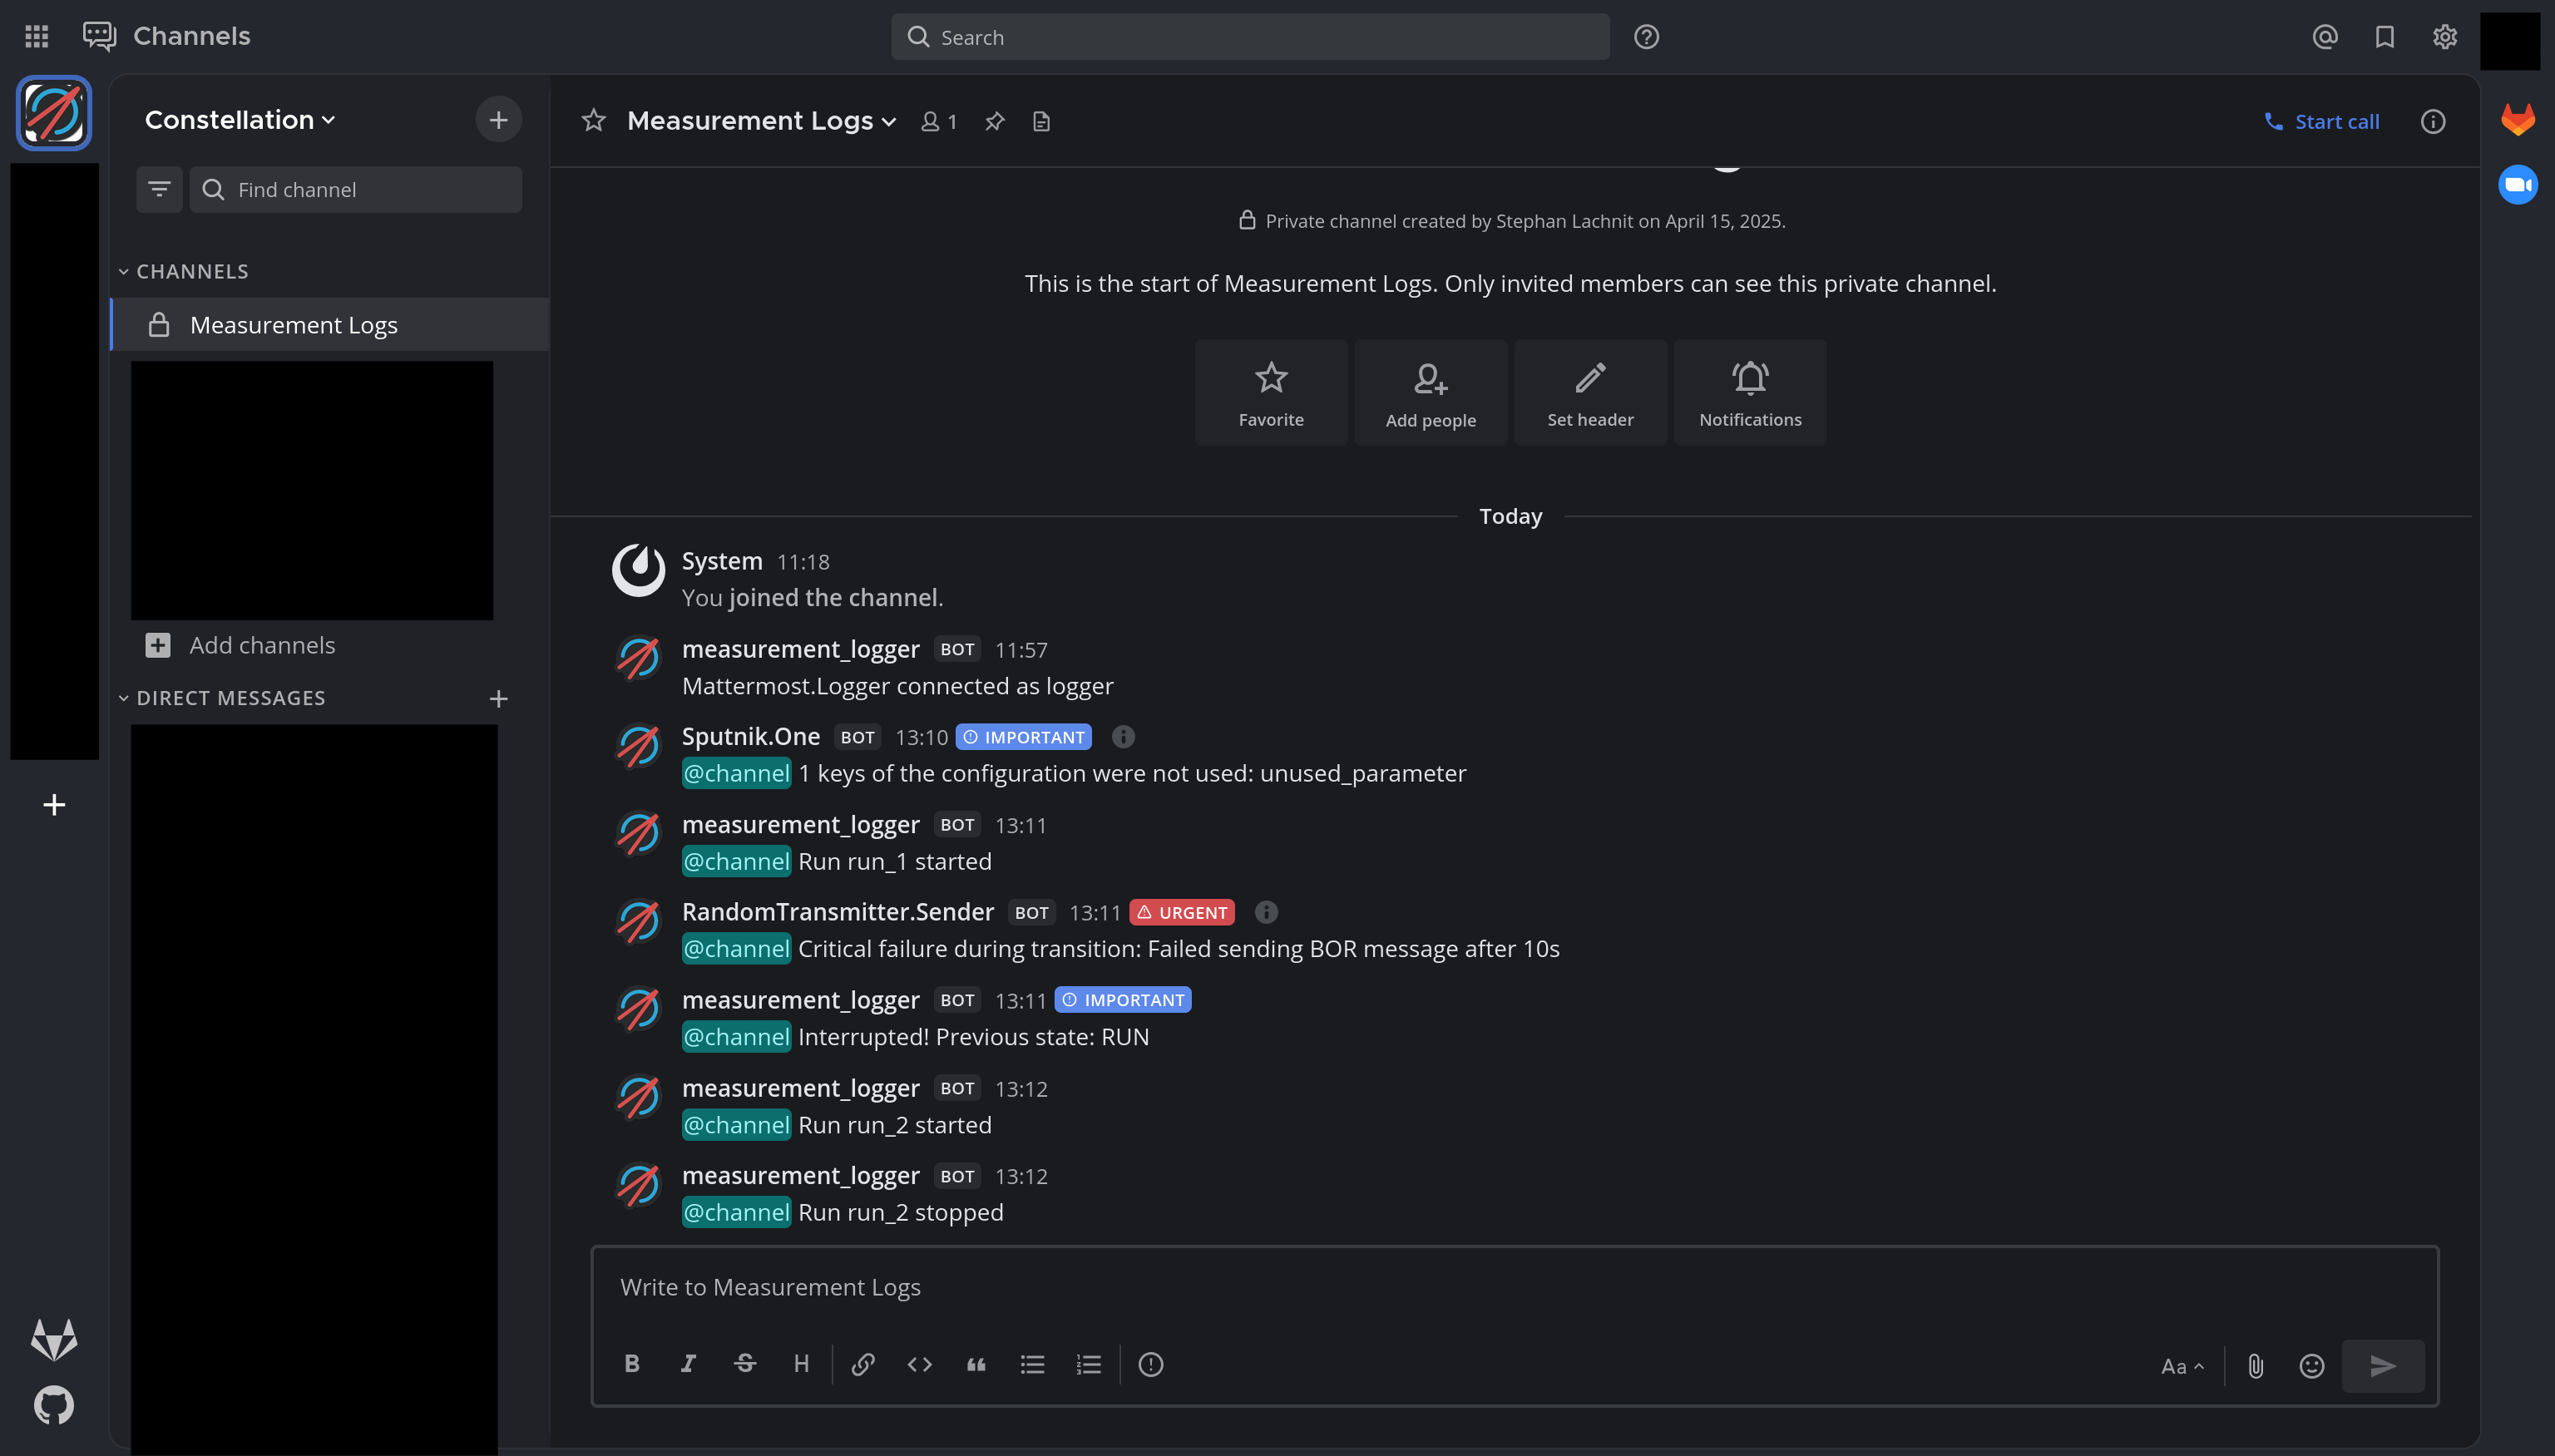 Channels
Search
Constellation
Find channel
CHANNELS
Measurement Logs
Add channels
DIRECT MESSAGES
Measurement Logs
1
Start call
Private channel created by Stephan Lachnit on April 15, 2025.
This is the start of Measurement Logs. Only invited members can see this private channel.
Favorite
Add people
Set header
Notifications
Today
System 11:18
You joined the channel.
measurement_logger BOT 11:57
Mattermost.Logger connected as logger
Sputnik.One BOT 13:10 IMPORTANT
@channel 1 keys of the configuration were not used: unused_parameter
measurement_logger BOT 13:11
@channel Run run_1 started
RandomTransmitter.Sender BOT 13:11 URGENT
@channel Critical failure during transition: Failed sending BOR message after 10s
measurement_logger BOT 13:11 IMPORTANT
@channel Interrupted! Previous state: RUN
measurement_logger BOT 13:12
@channel Run run_2 started
measurement_logger BOT 13:12
@channel Run run_2 stopped
Write to Measurement Logs
B I S H
Aa